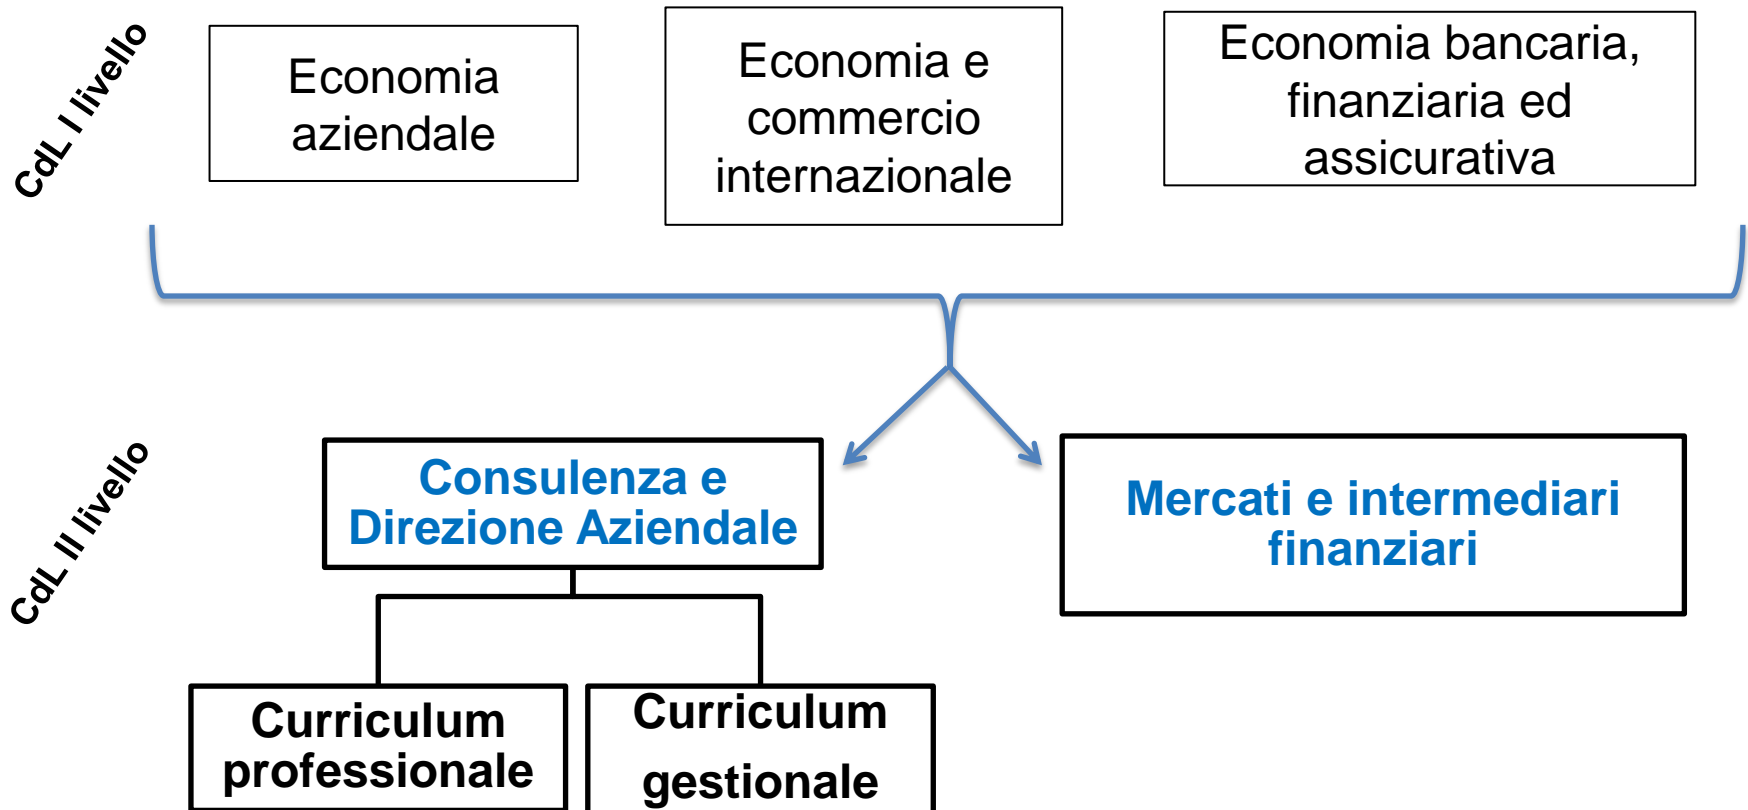 CdL I livello
Economia
aziendale
Economia e
commercio
internazionale
Economia bancaria,
finanziaria ed
assicurativa
CdL II livello
Consulenza e
Direzione Aziendale
Mercati e intermediari
finanziari
Curriculum
professionale
Curriculum
gestionale